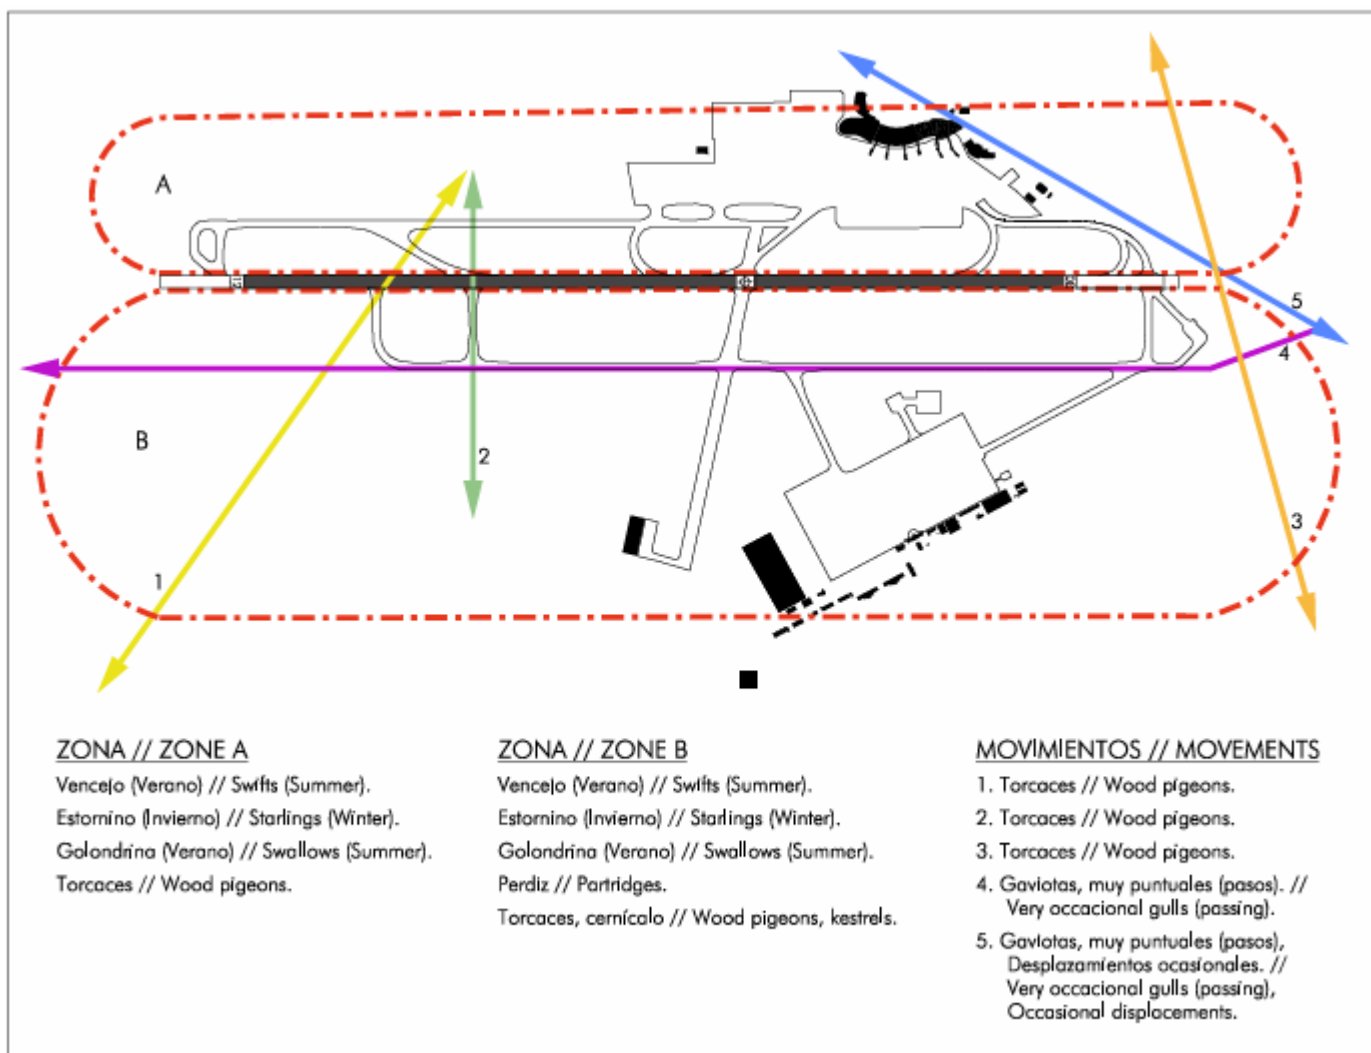 A
B
1
2
3
4
5
ZONA // ZONE A
Vencejo (Verano) // Swifts (Summer).
Estornino (Invierno) // Starlings (Winter).
Golondrina (Verano) // Swallows (Summer).
Torcaces // Wood pigeons.
ZONA // ZONE B
Vencejo (Verano) // Swifts (Summer).
Estornino (Invierno) // Starlings (Winter).
Golondrina (Verano) // Swallows (Summer).
Perdiz // Partridges.
Torcaces, cernícalo // Wood pigeons, kestrels.
MOVIMIENTOS // MOVEMENTS
1. Torcaces // Wood pigeons.
2. Torcaces // Wood pigeons.
3. Torcaces // Wood pigeons.
4. Gaviotas, muy puntuales (pasos). //
Very occacional gulls (passing).
5. Gaviotas, muy puntuales (pasos),
Desplazamientos ocasionales. //
Very occacional gulls (passing),
Occasional displacements.